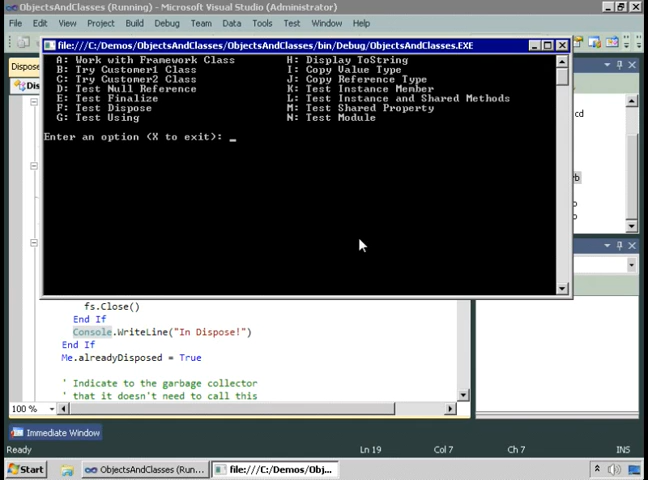 ObjectsAndClasses (Running) - Microsoft Visual Studio (Administrator)
File Edit View Project Build Debug Team Data Tools Test Window Help
file:///C:/Demos/ObjectsAndClasses/ObjectsAndClasses/bin/Debug/ObjectsAndClasses.EXE
A: Work with Framework Class H: Display ToString
B: Try Customer1 Class I: Copy Value Type
C: Try Customer2 Class J: Copy Reference Type
D: Test Null Reference K: Test Instance Member
E: Test Finalize L: Test Instance and Shared Methods
F: Test Dispose M: Test Shared Property
G: Test Using N: Test Module
Enter an option (X to exit): _
Dispose
Dis
cd
rb
fs.Close()
End If
Console.WriteLine("In Dispose!")
End If
Me.alreadyDisposed = True
' Indicate to the garbage collector
' that it doesn't need to call this
100 %
Immediate Window
Ready Ln 19 Col 7 Ch 7 INS
Start ObjectsAndClasses (Run... file:///C:/Demos/Obj...